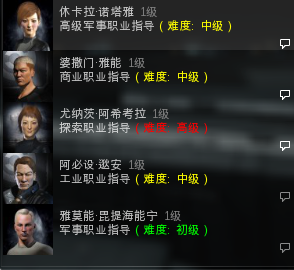 休卡拉·诺塔雅 1级
高级军事职业指导（难度: 中级）
婆撒门·雅能 1级
商业职业指导（难度: 中级）
尤纳茨·阿希考拉 1级
探索职业指导（难度: 高级）
阿必设·逖安 1级
工业职业指导（难度: 中级）
雅莫能·毘提海能宁 1级
军事职业指导（难度: 初级）